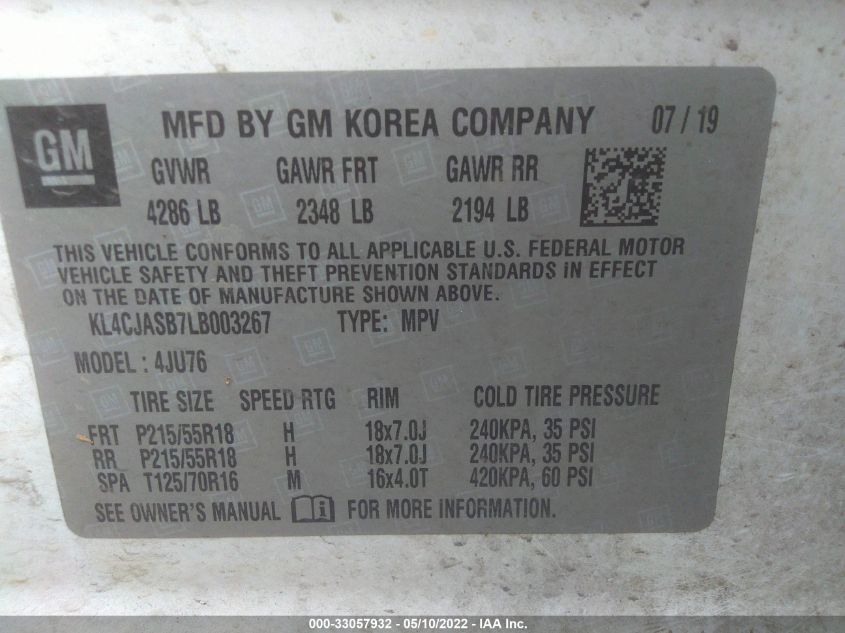 GM MFD BY GM KOREA COMPANY 07/19
GVWR GAWR FRT GAWR RR
4286 LB 2348 LB 2194 LB
THIS VEHICLE CONFORMS TO ALL APPLICABLE U.S. FEDERAL MOTOR
VEHICLE SAFETY AND THEFT PREVENTION STANDARDS IN EFFECT
ON THE DATE OF MANUFACTURE SHOWN ABOVE.
KL4CJASB7LB003267 TYPE: MPV
MODEL: 4JU76
TIRE SIZE SPEED RTG RIM COLD TIRE PRESSURE
FRT P215/55R18 H 18x7.0J 240KPA, 35 PSI
RR P215/55R18 H 18x7.0J 240KPA, 35 PSI
SPA T125/70R16 M 16x4.0T 420KPA, 60 PSI
SEE OWNER'S MANUAL FOR MORE INFORMATION.
000-33057932 - 05/10/2022 - IAA Inc.